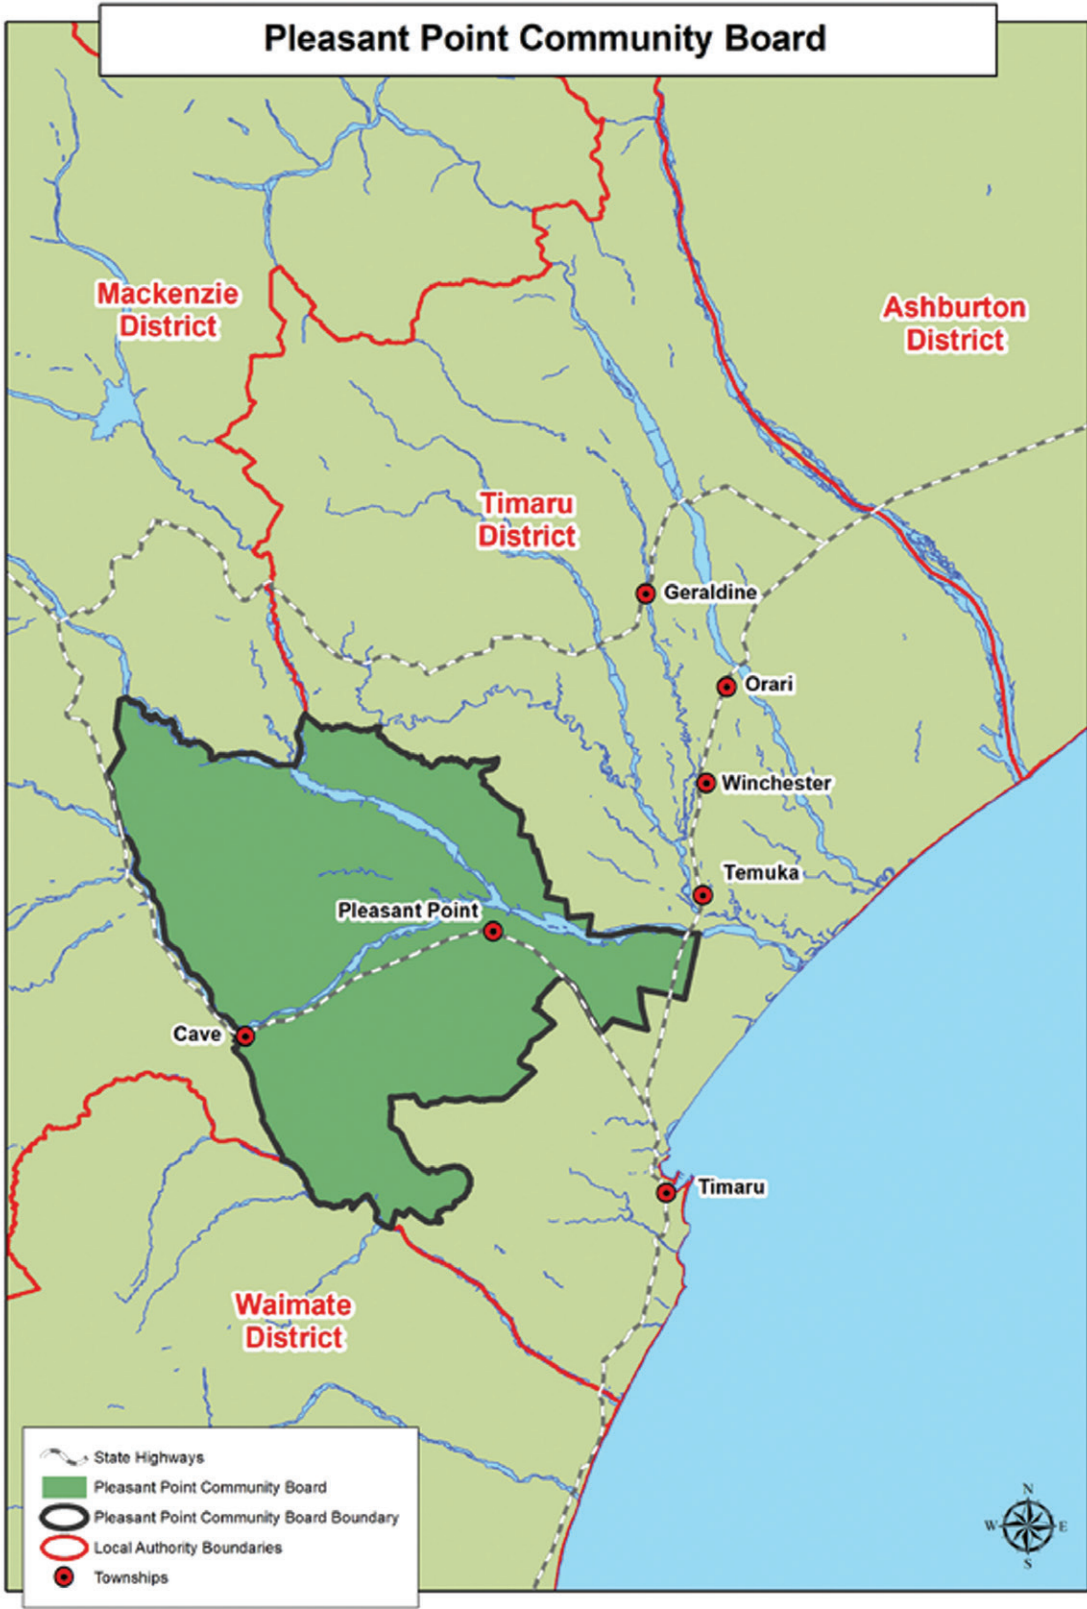 Pleasant Point Community Board
Mackenzie
District
Ashburton
District
Timaru
District
Geraldine
Orari
Winchester
Temuka
Pleasant Point
Cave
Timaru
Waimate
District
State Highways
Pleasant Point Community Board
Pleasant Point Community Board Boundary
Local Authority Boundaries
Townships
N
W E
S